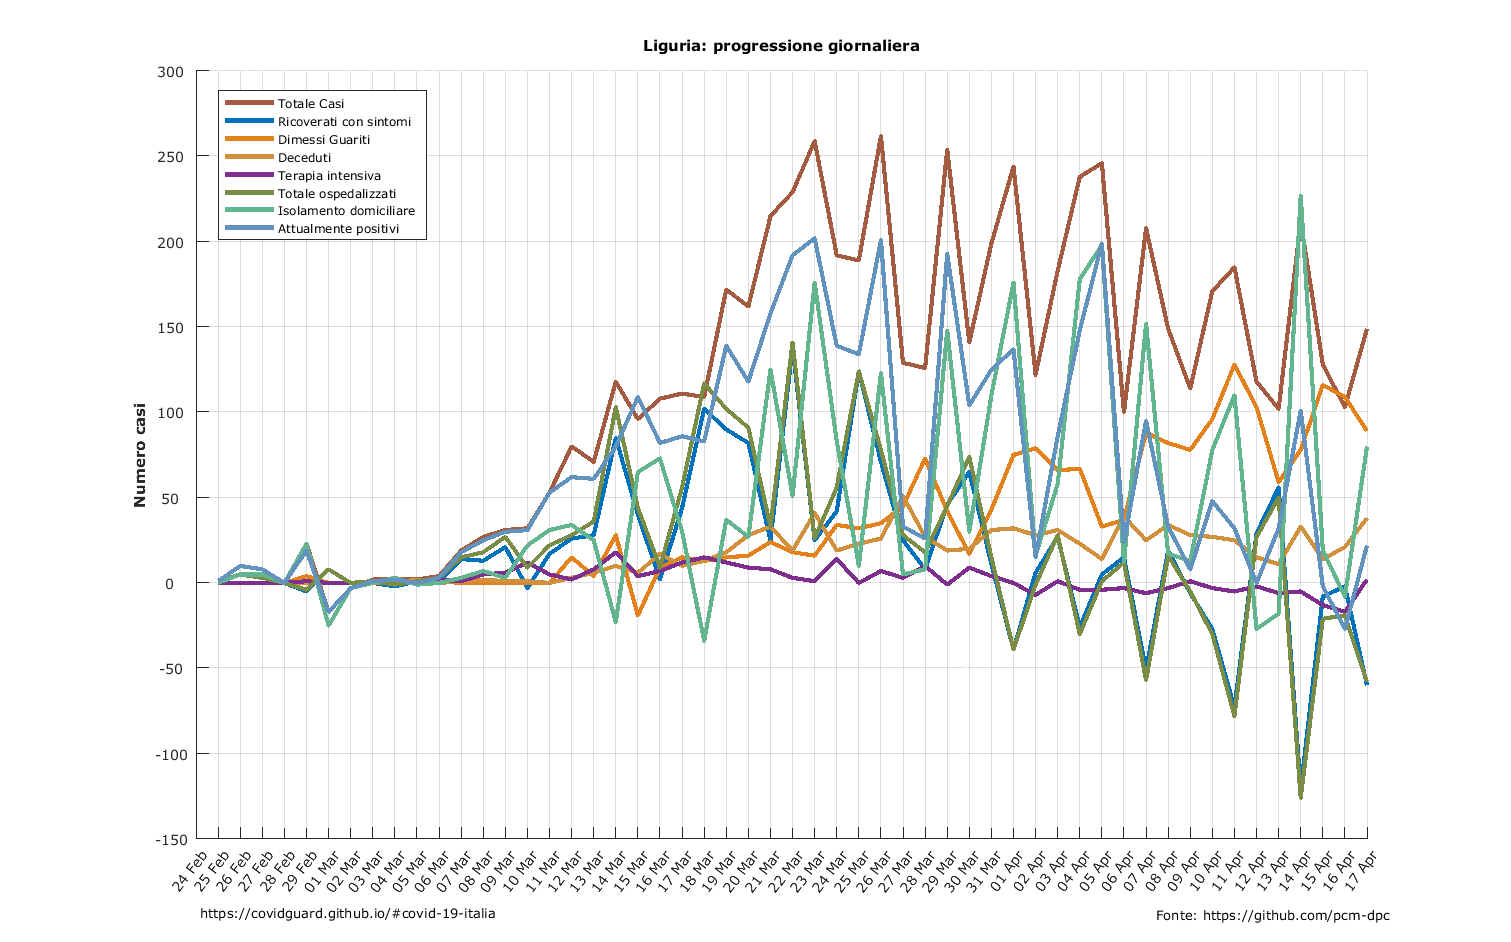 Liguria: progressione giornaliera
300
250
200
150
100
50
0
-50
-100
-150
Numero casi
Totale Casi
Ricoverati con sintomi
Dimessi Guariti
Deceduti
Terapia intensiva
Totale ospedalizzati
Isolamento domiciliare
Attualmente positivi
24 Feb
25 Feb
26 Feb
27 Feb
28 Feb
29 Feb
01 Mar
02 Mar
03 Mar
04 Mar
05 Mar
06 Mar
07 Mar
08 Mar
09 Mar
10 Mar
11 Mar
12 Mar
13 Mar
14 Mar
15 Mar
16 Mar
17 Mar
18 Mar
19 Mar
20 Mar
21 Mar
22 Mar
23 Mar
24 Mar
25 Mar
26 Mar
27 Mar
28 Mar
29 Mar
30 Mar
31 Mar
01 Apr
02 Apr
03 Apr
04 Apr
05 Apr
06 Apr
07 Apr
08 Apr
09 Apr
10 Apr
11 Apr
12 Apr
13 Apr
14 Apr
15 Apr
16 Apr
17 Apr
https://covidguard.github.io/#covid-19-italia
Fonte: https://github.com/pcm-dpc